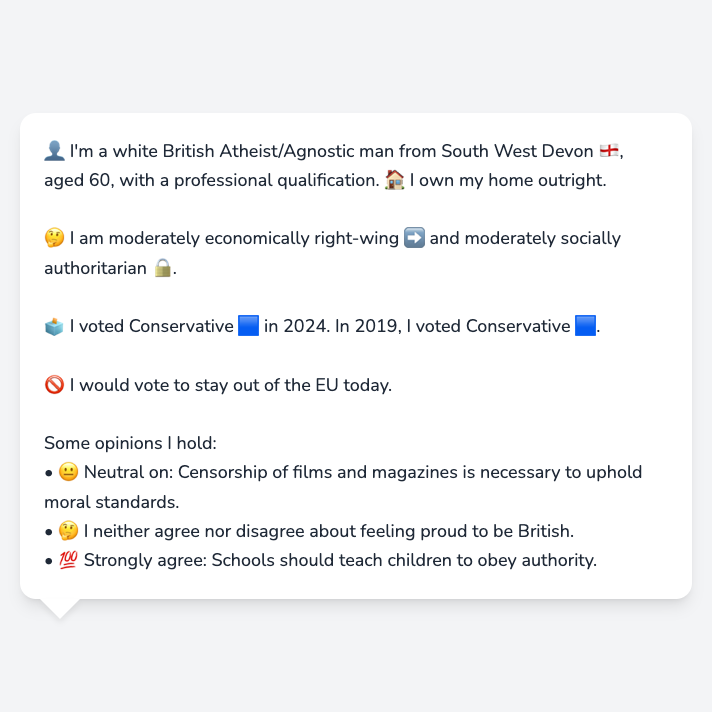 👤 I'm a white British Atheist/Agnostic man from South West Devon 🏴󠁧󠁢󠁥󠁮󠁧󠁿,
aged 60, with a professional qualification. 🏠 I own my home outright.
🤔 I am moderately economically right-wing ➡️ and moderately socially
authoritarian 🔒.
🗳️ I voted Conservative 🟦 in 2024. In 2019, I voted Conservative 🟦.
🚫 I would vote to stay out of the EU today.
Some opinions I hold:
• 😐 Neutral on: Censorship of films and magazines is necessary to uphold
moral standards.
• 🤔 I neither agree nor disagree about feeling proud to be British.
• 💯 Strongly agree: Schools should teach children to obey authority.